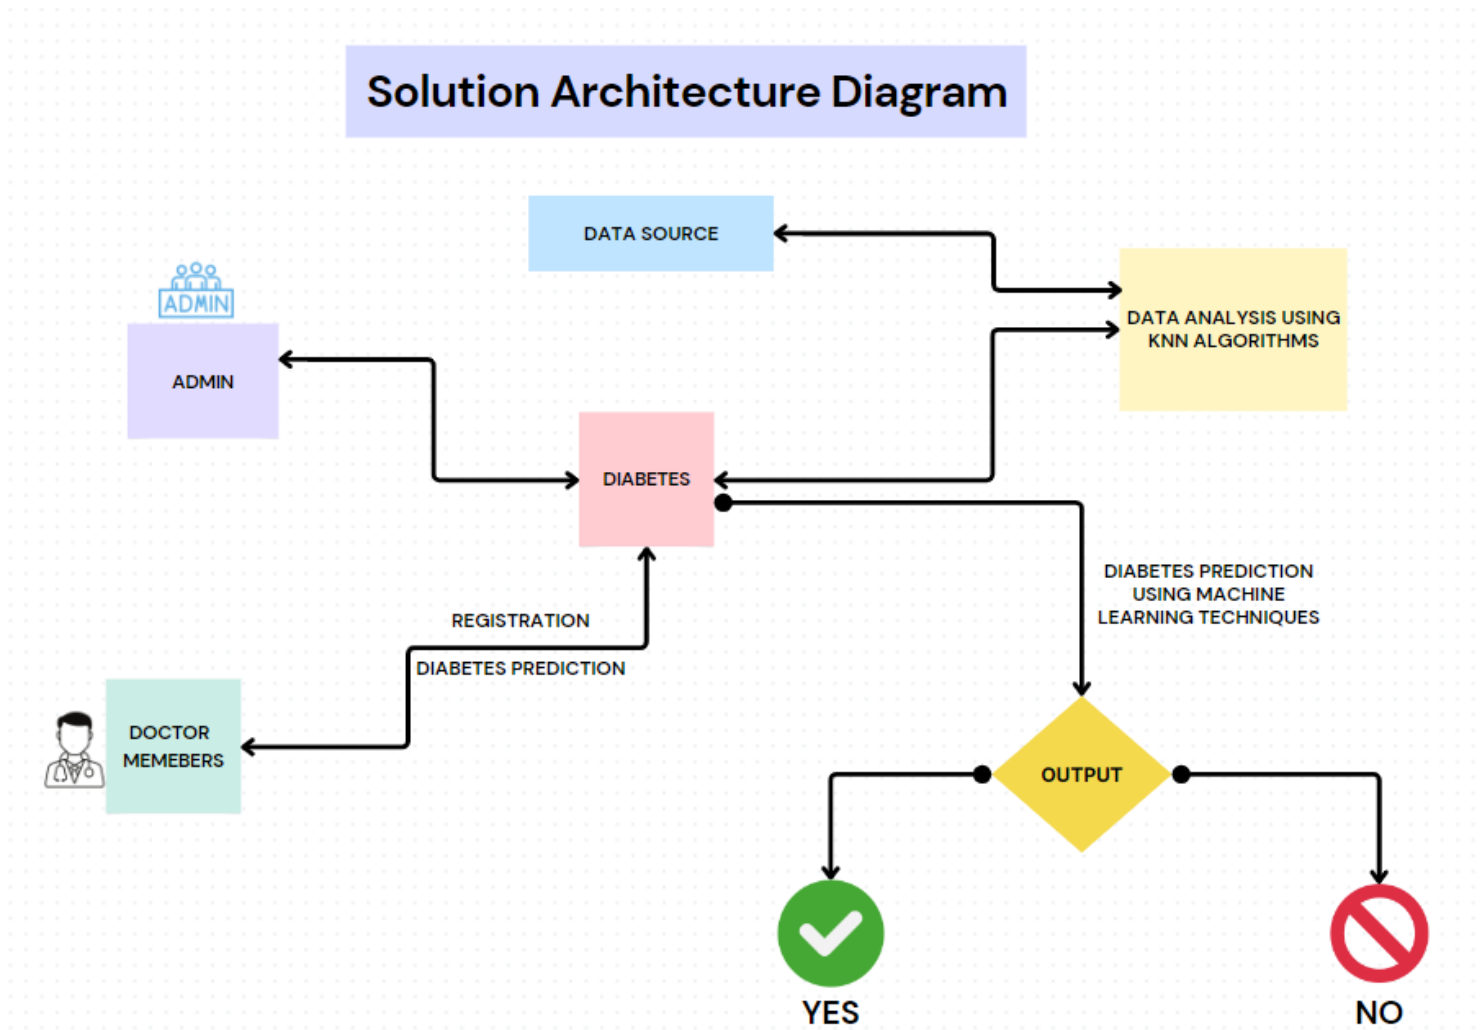 Solution Architecture Diagram
DATA SOURCE
DATA ANALYSIS USING
KNN ALGORITHMS
ADMIN
ADMIN
DIABETES
DIABETES PREDICTION
USING MACHINE
LEARNING TECHNIQUES
REGISTRATION
DIABETES PREDICTION
DOCTOR
MEMEBERS
OUTPUT
YES
NO